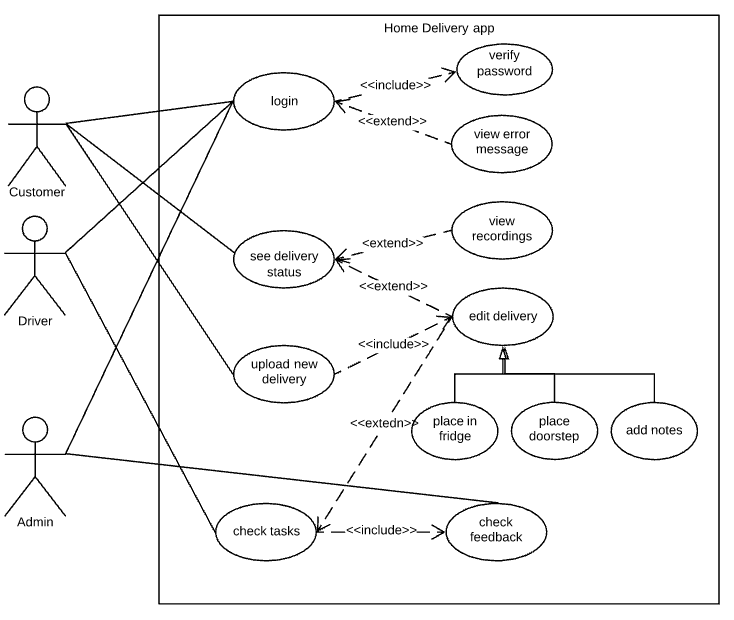 Home Delivery app
verify
password
<<include>>
login
<<extend>>
view error
message
Customer
view
recordings
<<extend>>
see delivery
status
<<extend>>
edit delivery
Driver
<<include>>
upload new
delivery
<<extedn>>
place in
fridge
place
doorstep
add notes
Admin
check tasks
<<include>>
check
feedback